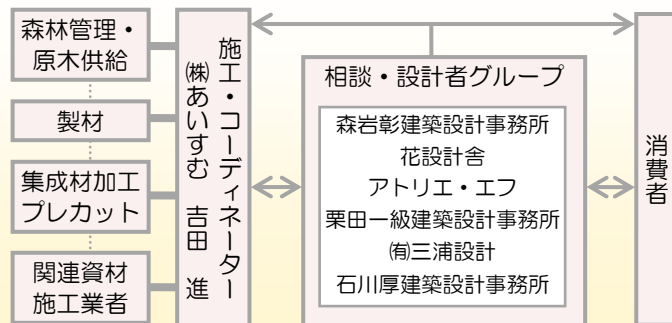 森林管理・
原木供給
製材
集成材加工
プレカット
関連資材
施工業者
施工・コーディネーター
㈱あいすむ 吉田 進
相談・設計者グループ
森岩彰建築設計事務所
花設計舎
アトリエ・エフ
栗田一級建築設計事務所
㈲三浦設計
石川厚建築設計事務所
消費者